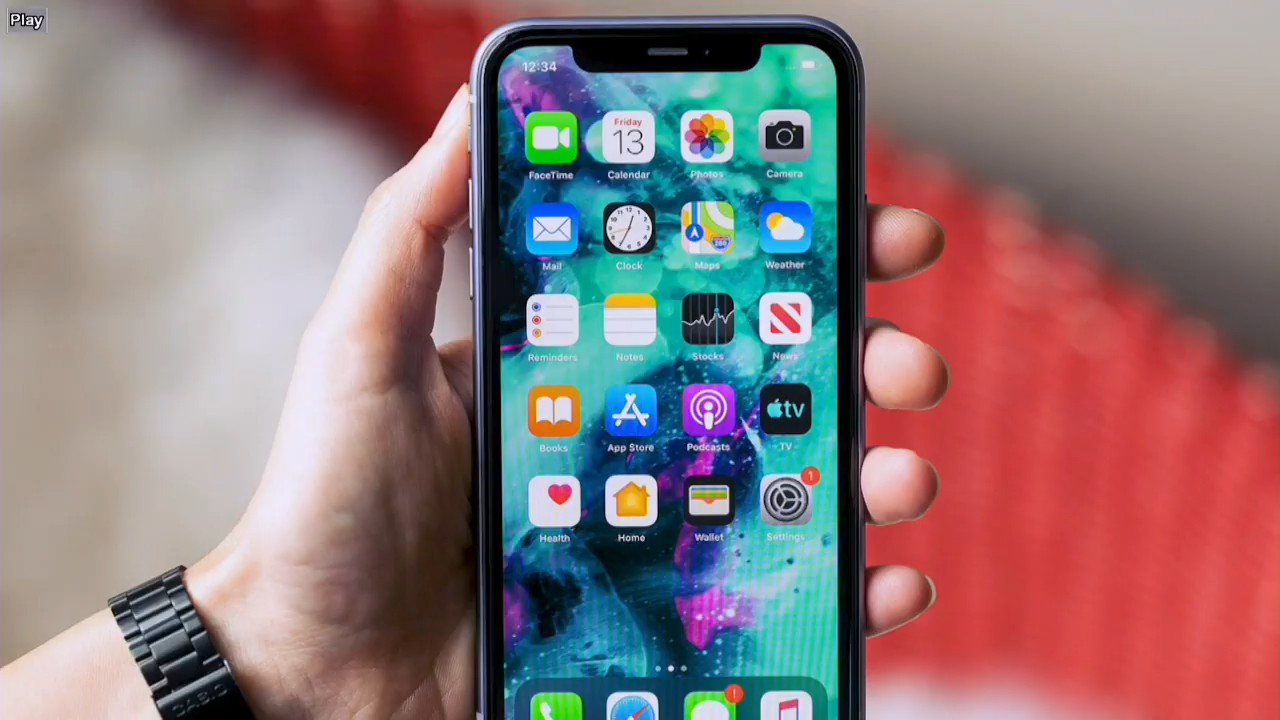 Play
12:34
Friday
13
FaceTime
Calendar
Photos
Camera
Mail
Clock
Maps
Weather
280
Reminders
Notes
Stocks
News
tv
Books
App Store
Podcasts
TV
1
Health
Home
Wallet
Settings
!
CASIO